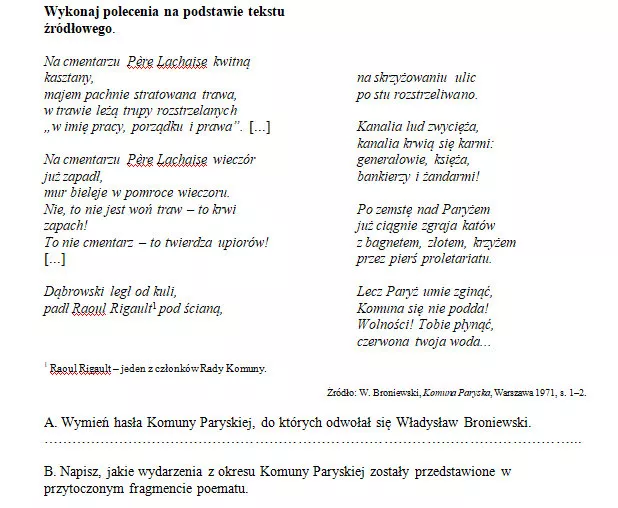 Wykonaj polecenia na podstawie tekstu
źródłowego.
Na cmentarzu Père Lachaise kwitną
kasztany,
majem pachnie stratowana trawa,
w trawie leżą trupy rozstrzelanych
„w imię pracy, porządku i prawa”. […]
Na cmentarzu Père Lachaise wieczór
już zapadł,
mur bieleje w pomroce wieczoru.
Nie, to nie jest woń traw – to krwi
zapach!
To nie cmentarz – to twierdza upiorów!
[…]
Dąbrowski legł od kuli,
padł Raoul Rigault¹ pod ścianą,
na skrzyżowaniu ulic
po stu rozstrzeliwano.
Kanalia lud zwycięża,
kanalia krwią się karmi:
generałowie, księża,
bankierzy i żandarmi!
Po zemstę nad Paryżem
już ciągnie zgraja katów
z bagnetem, złotem, krzyżem
przez pierś proletariatu.
Lecz Paryż umie zginąć,
Komuna się nie podda!
Wolności! Tobie płynąć,
czerwona twoja woda...
¹ Raoul Rigault – jeden z członków Rady Komuny.
Źródło: W. Broniewski, Komuna Paryska, Warszawa 1971, s. 1–2.
A. Wymień hasła Komuny Paryskiej, do których odwołał się Władysław Broniewski.
…………………………………………………………………………………………………...
B. Napisz, jakie wydarzenia z okresu Komuny Paryskiej zostały przedstawione w
przytoczonym fragmencie poematu.